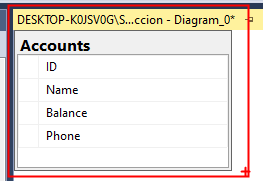 DESKTOP-K0JSV0G\S...ccion - Diagram_0*
Accounts
ID
Name
Balance
Phone